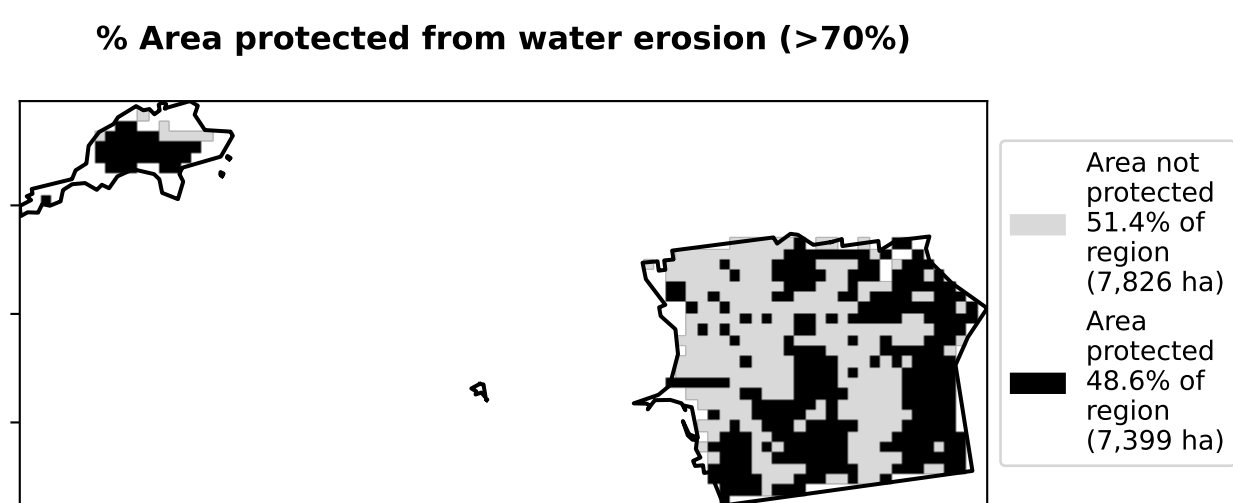 % Area protected from water erosion (>70%)
Area not
protected
51.4% of
region
(7,826 ha)
Area
protected
48.6% of
region
(7,399 ha)